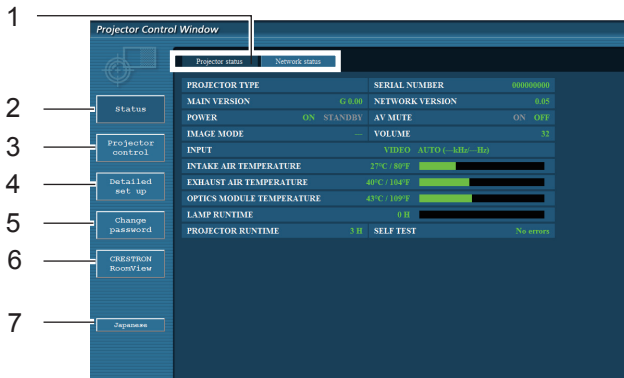 1
Projector Control Window
Projector status Network status
2
Status
3
Projector
control
4
Detailed
set up
5
Change
password
6
CRESTRON
RoomView
7
Japanese
PROJECTOR TYPE SERIAL NUMBER 000000000
MAIN VERSION G 0.00 NETWORK VERSION 0.05
POWER ON STANDBY AV MUTE ON OFF
IMAGE MODE --- VOLUME 32
INPUT VIDEO AUTO (---kHz/---Hz)
INTAKE AIR TEMPERATURE 27°C / 80°F
EXHAUST AIR TEMPERATURE 40°C / 104°F
OPTICS MODULE TEMPERATURE 43°C / 109°F
LAMP RUNTIME 0 H
PROJECTOR RUNTIME 3 H SELF TEST No errors